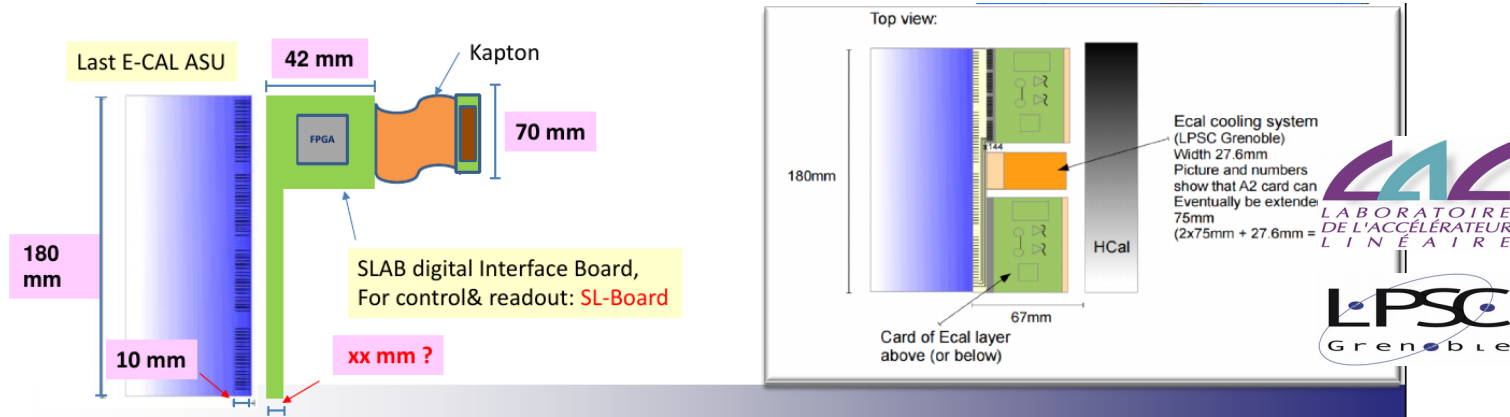 Last E-CAL ASU
42 mm
Kapton
FPGA
70 mm
180
mm
SLAB digital Interface Board,
For control& readout: SL-Board
10 mm
xx mm ?
Top view:
180mm
x144
HCal
67mm
Card of Ecal layer
above (or below)
Ecal cooling system
(LPSC Grenoble)
Width 27.6mm
Picture and numbers
show that A2 card can
Eventually be extende
75mm
(2x75mm + 27.6mm =
LABORATOIRE
DE L'ACCÉLÉRATEUR
LINÉAIRE
LPSC
Grenoble